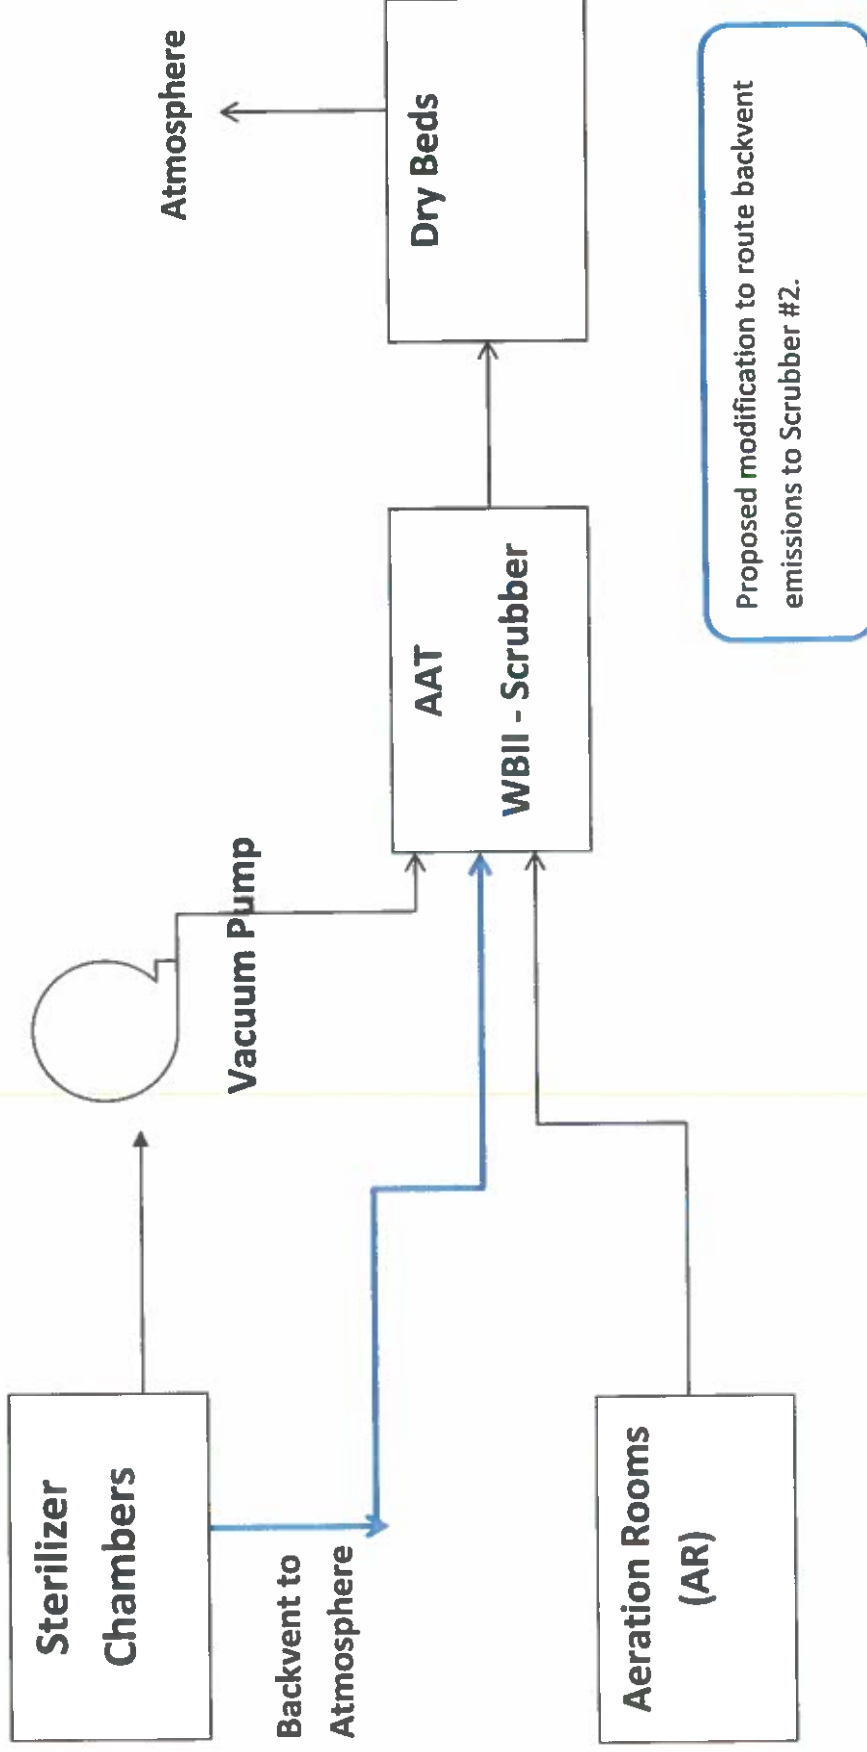 Sterilizer
Chambers
Vacuum Pump
Atmosphere
Backvent to
Atmosphere
AAT
WBII - Scrubber
Dry Beds
Aeration Rooms
(AR)
Proposed modification to route backvent
emissions to Scrubber #2.